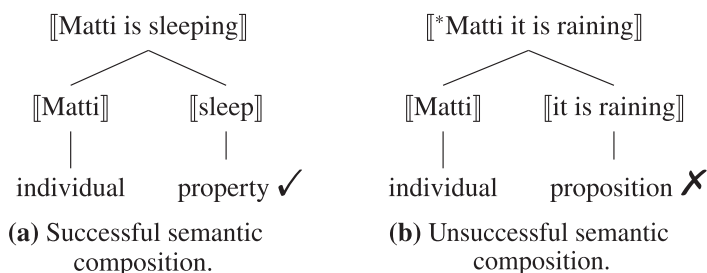 ⟦Matti is sleeping⟧
⟦Matti⟧ ⟦sleep⟧
individual property ✓
(a) Successful semantic
composition.
⟦*Matti it is raining⟧
⟦Matti⟧ ⟦it is raining⟧
individual proposition ✗
(b) Unsuccessful semantic
composition.